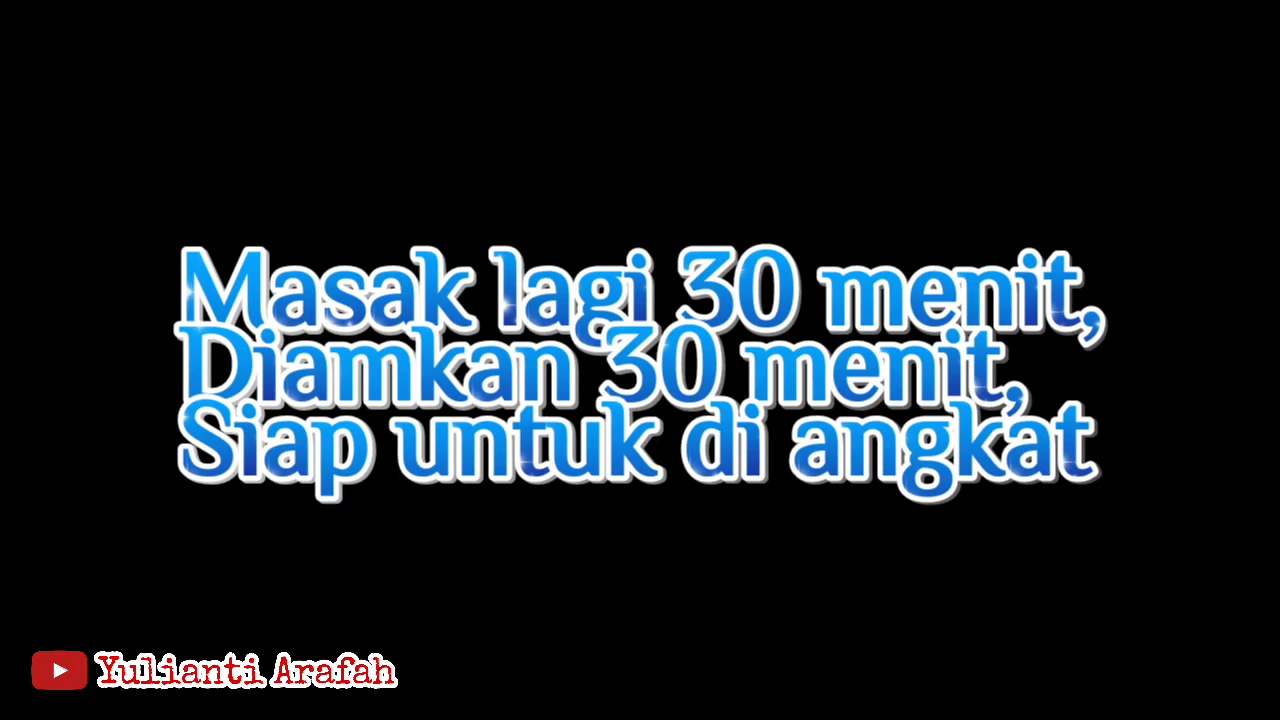 Masak lagi 30 menit,
Diamkan 30 menit,
Siap untuk di angkat
Yulianti Arafah